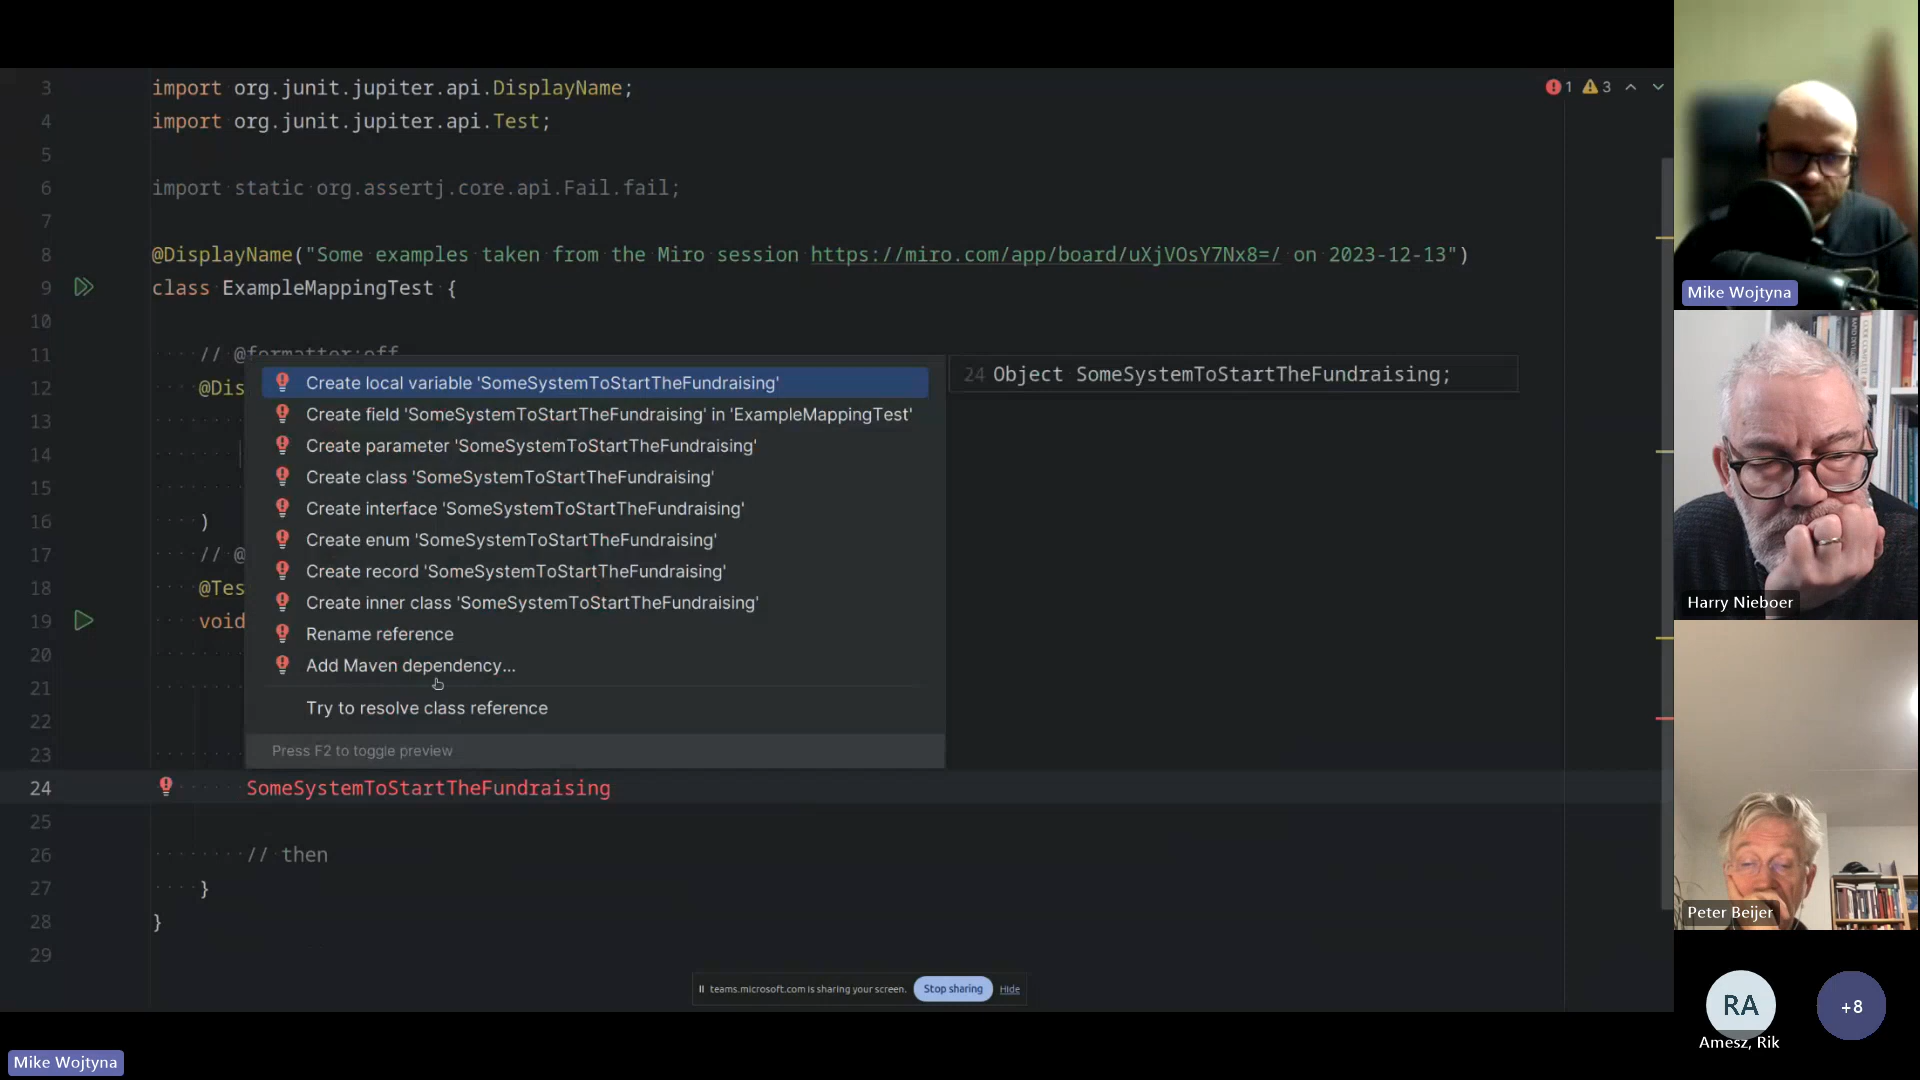 3 import org.junit.jupiter.api.DisplayName;
4 import org.junit.jupiter.api.Test;
5
6 import static org.assertj.core.api.Fail.fail;
7
8 @DisplayName("Some examples taken from the Miro session https://miro.com/app/board/uXjVOsY7Nx8=/ on 2023-12-13")
9 class ExampleMappingTest {
10
11 // @formatter:off
12 @Dis
13
14
15
16 )
17 // @
18 @Tes
19 void
20
21
22
23
24 SomeSystemToStartTheFundraising
25
26 // then
27 }
28 }
29
1 3
Create local variable 'SomeSystemToStartTheFundraising'
Create field 'SomeSystemToStartTheFundraising' in 'ExampleMappingTest'
Create parameter 'SomeSystemToStartTheFundraising'
Create class 'SomeSystemToStartTheFundraising'
Create interface 'SomeSystemToStartTheFundraising'
Create enum 'SomeSystemToStartTheFundraising'
Create record 'SomeSystemToStartTheFundraising'
Create inner class 'SomeSystemToStartTheFundraising'
Rename reference
Add Maven dependency...
Try to resolve class reference
Press F2 to toggle preview
24 Object SomeSystemToStartTheFundraising;
teams.microsoft.com is sharing your screen. Stop sharing Hide
Mike Wojtyna
Harry Nieboer
Peter Beijer
RA
+8
Amesz, Rik
Mike Wojtyna